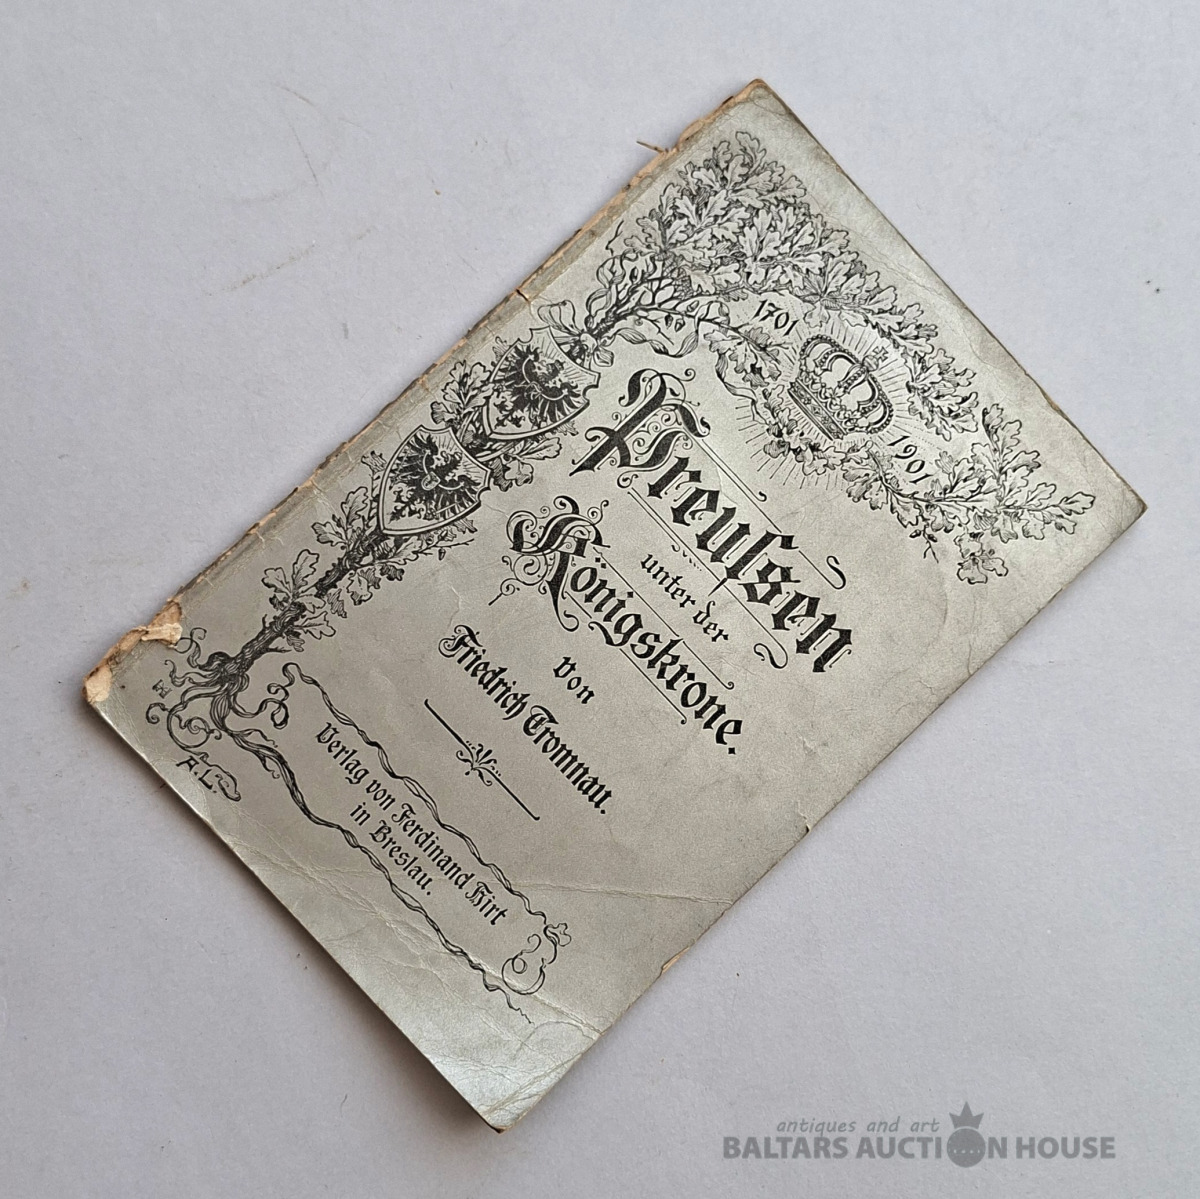 1701
1901
Preußen
unter der
Königskrone.
von
Friedrich Tromnau.
Verlag von Ferdinand Hirt
in Breslau.
A.L.
antiques and art
BALTARS AUCTION HOUSE